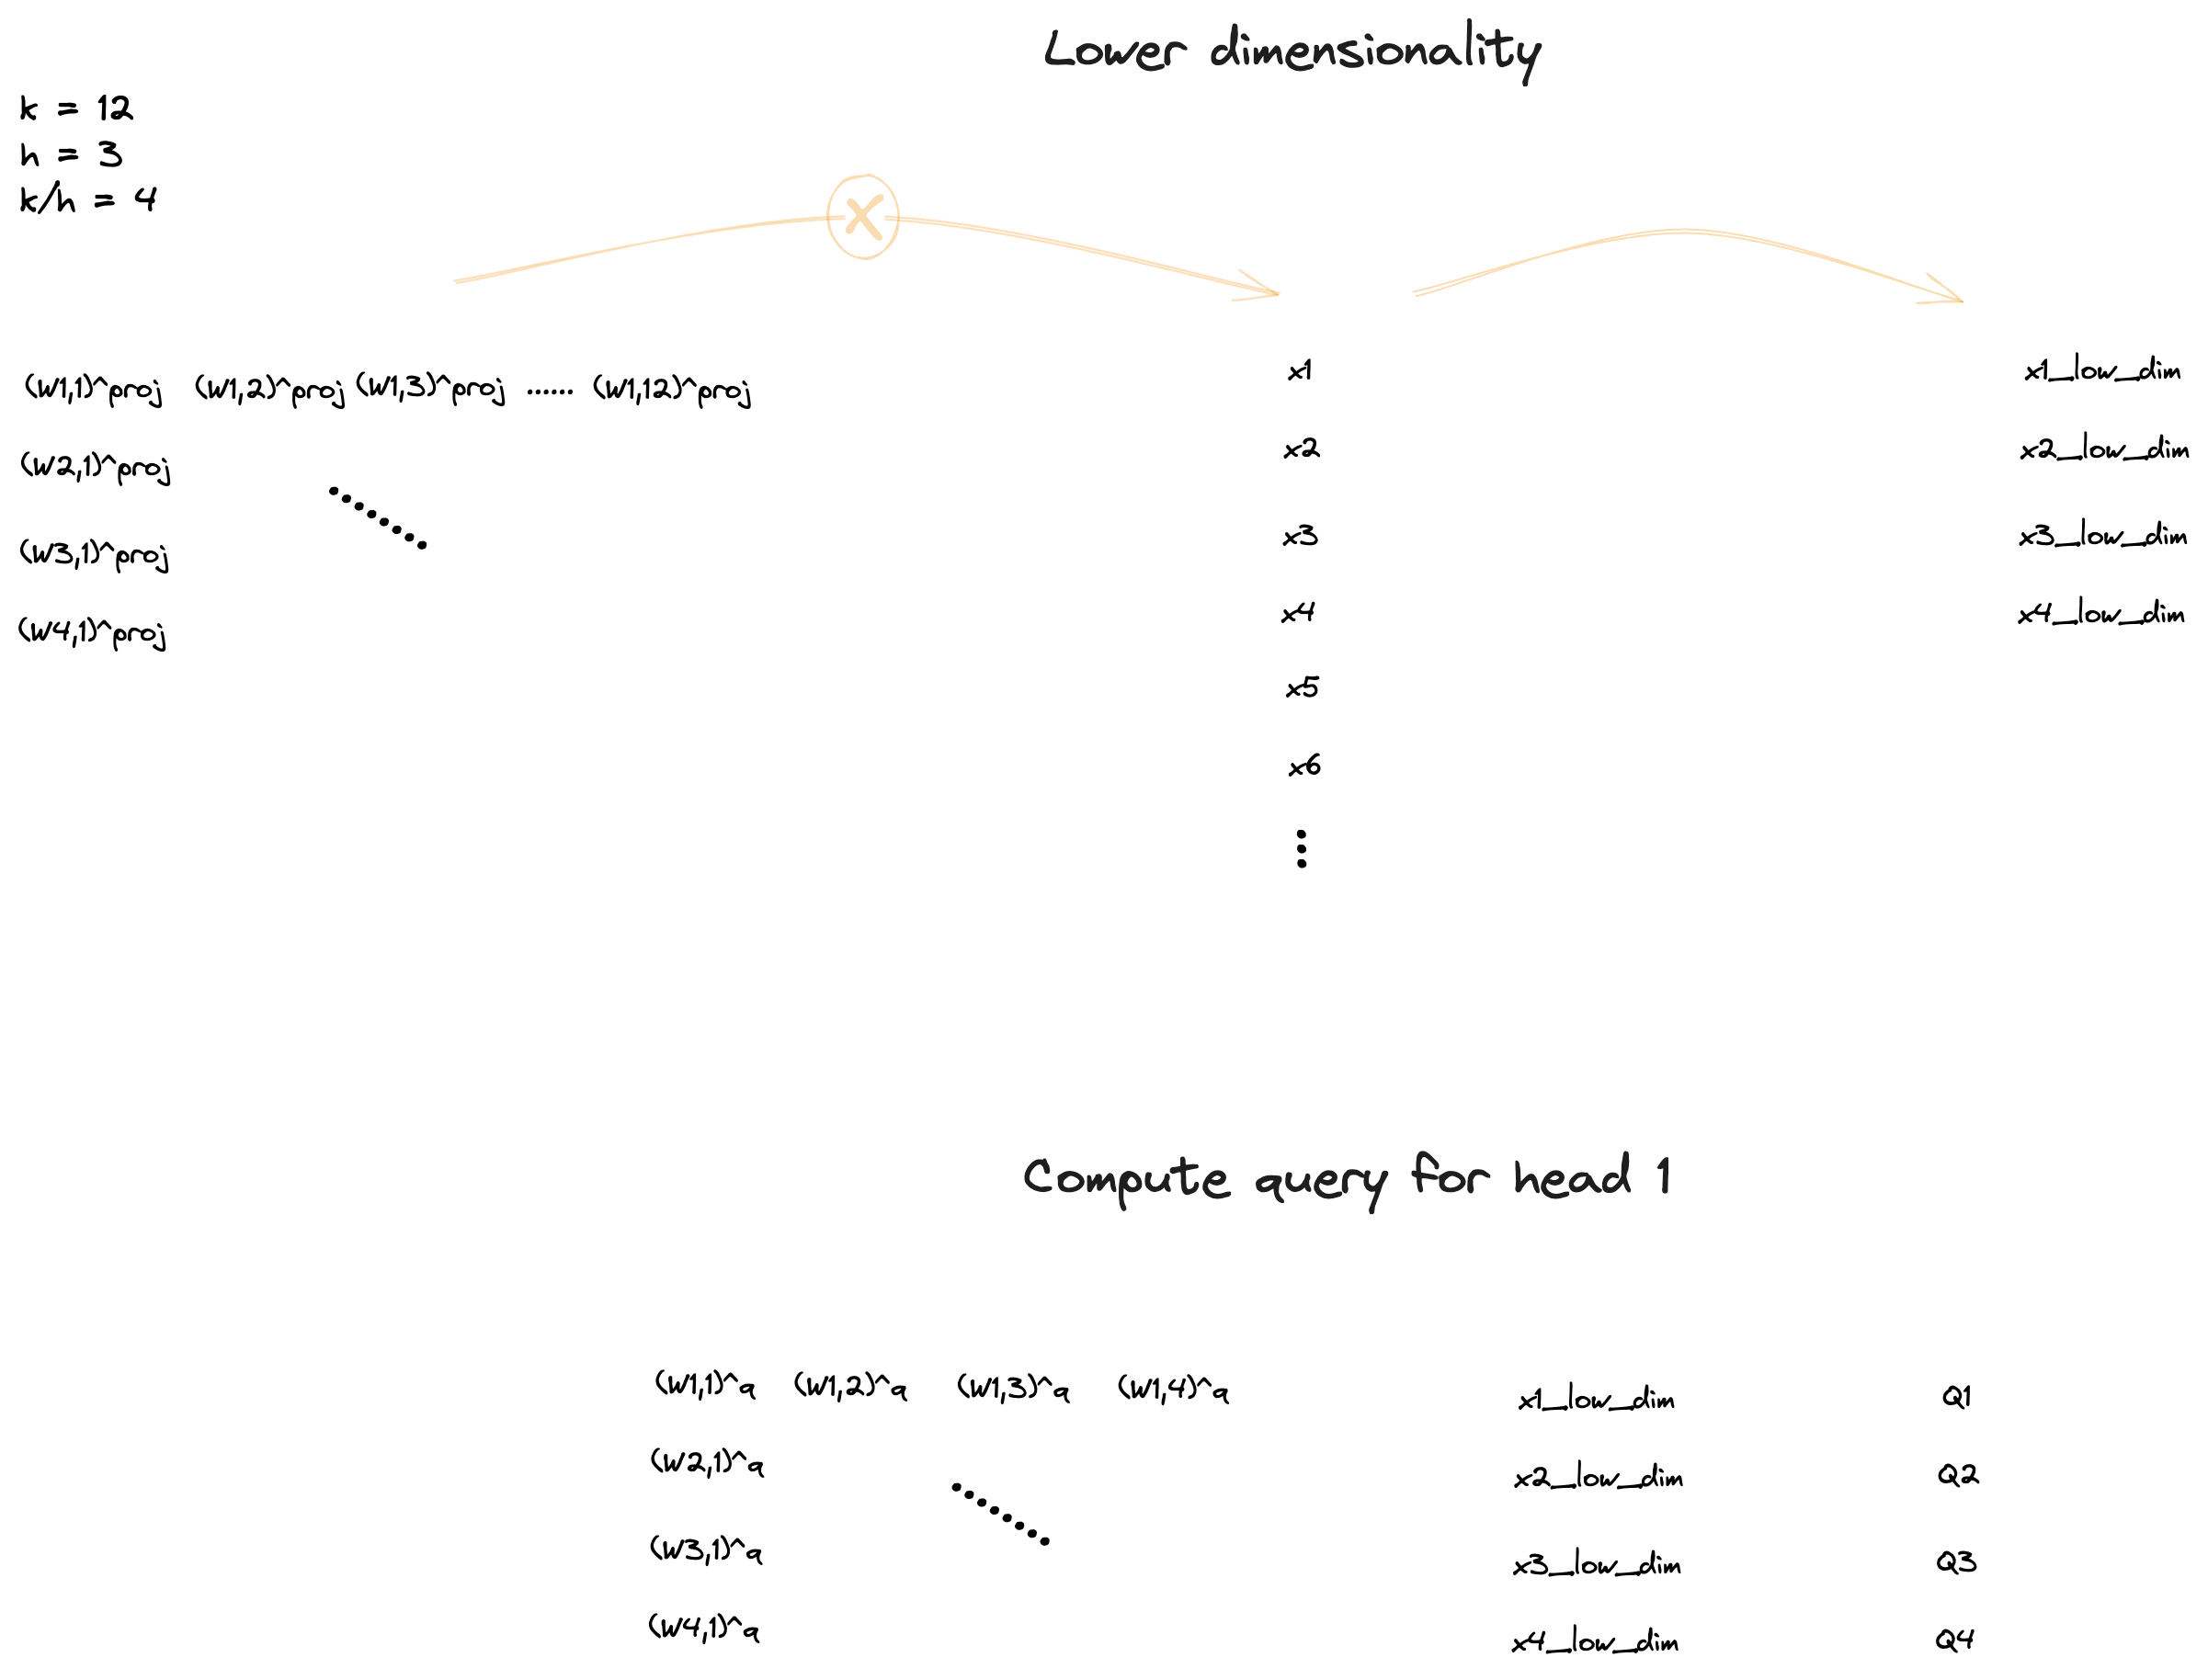 Lower dimensionality
k = 12
h = 3
k/h = 4
X
(W1,1)^proj (W1,2)^proj (W1,3)^proj ...... (W1,12)^proj x1 x1_low_dim
(W2,1)^proj x2 x2_low_dim
(W3,1)^proj x3 x3_low_dim
(W4,1)^proj x4 x4_low_dim
x5
x6
Compute query for head 1
(W1,1)^q (W1,2)^q (W1,3)^q (W1,4)^q x1_low_dim Q1
(W2,1)^q x2_low_dim Q2
(W3,1)^q x3_low_dim Q3
(W4,1)^q x4_low_dim Q4